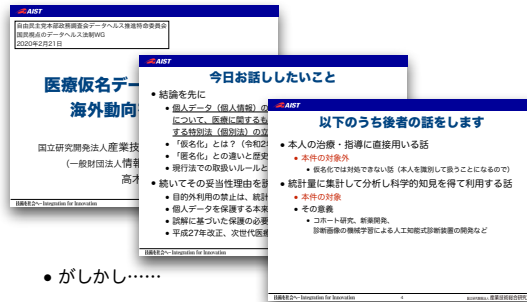 AIST
自由民主党本部政務調査会データヘルス推進特命委員会
国民視点のデータヘルス法制WG
2020年2月21日
医療仮名デー
海外動向
国立研究開発法人産業技
(一般財団法人情報
高木
技術を社会へ– Integration for Innovation
AIST
今日お話ししたいこと
• 結論を先に
• 個人データ(個人情報)の
について、医療に関するも
する特別法(個別法)の立
• 「仮名化」とは?(令和2年
• 「匿名化」との違いと歴史
• 現行法での取扱いルールと
• 続いてその妥当性理由を説
• 目的外利用の禁止は、統計
• 個人データを保護する本来
• 誤解に基づいた保護の必要
• 平成27年改正、次世代医療
技術を社会へ– Integration for Innovation
AIST
以下のうち後者の話をします
• 本人の治療・指導に直接用いる話
• 本件の対象外
• 仮名化では対処できない話(本人を識別して扱うことになるので)
• 統計量に集計して分析し科学的知見を得て利用する話
• 本件の対象
• その意義
• コホート研究、新薬開発、
診断画像の機械学習による人工知能式診断装置の開発など
技術を社会へ– Integration for Innovation
4
国立研究開発法人 産業技術総合研究所
• がしかし……